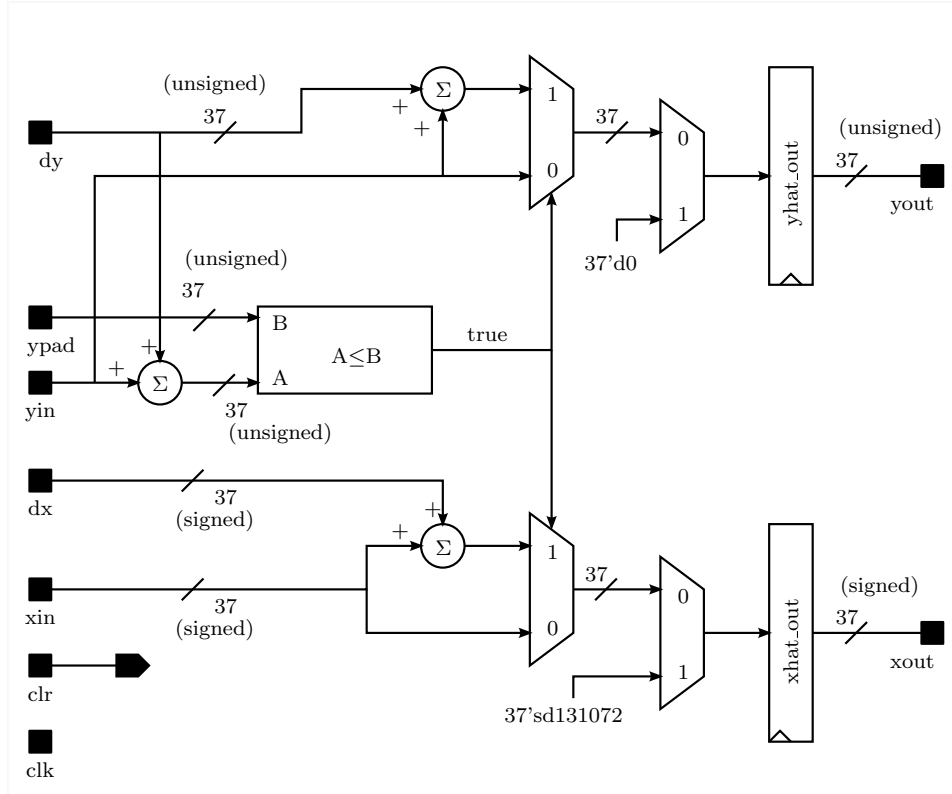 (unsigned)
37
+
Σ
+
1
0
dy
37
0
1
37'd0
yhat_out
(unsigned)
37
yout
(unsigned)
37
ypad
B
A≤B
A
true
+
+
Σ
yin
37
(unsigned)
dx
37
(signed)
+
+
Σ
1
0
xin
37
(signed)
37
0
1
37'sd131072
xhat_out
(signed)
37
xout
clr
clk